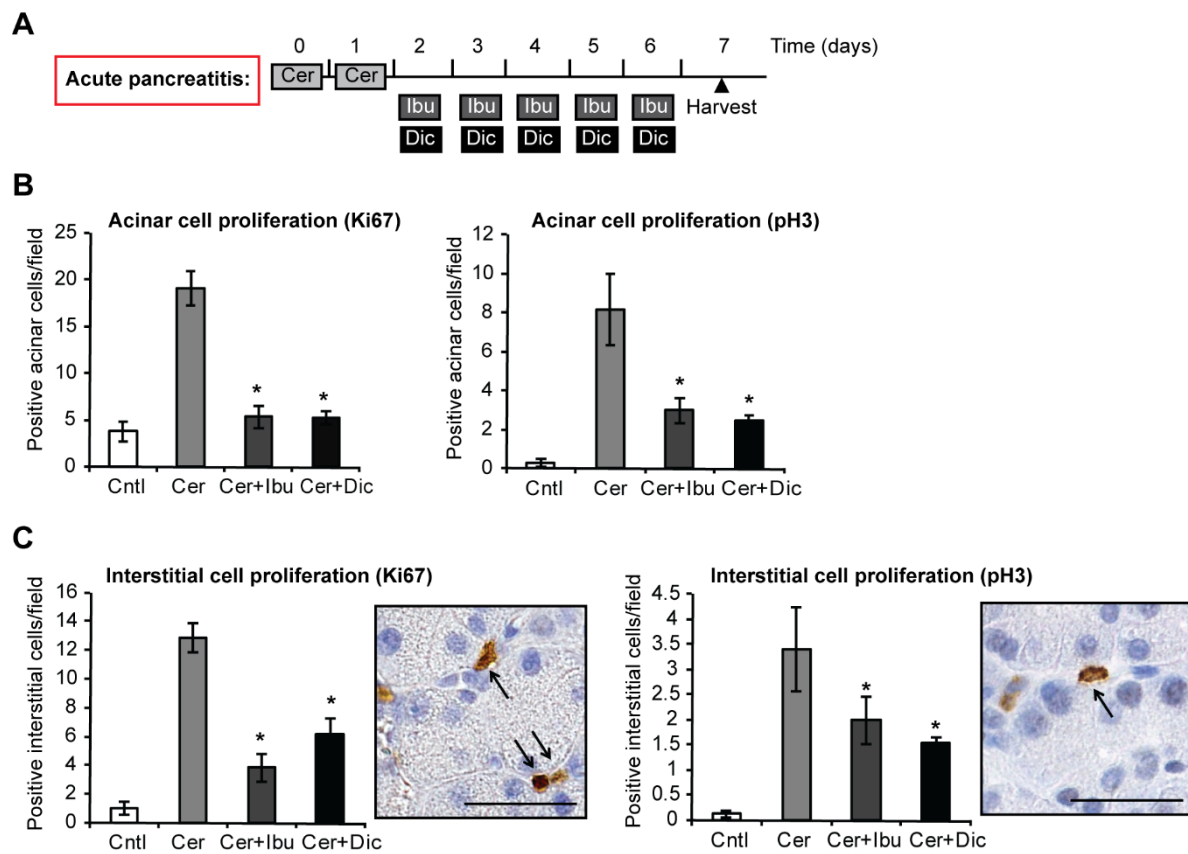 A
0 1 2 3 4 5 6 7 Time (days)
Acute pancreatitis: Cer Cer
Harvest
Ibu Ibu Ibu Ibu Ibu
Dic Dic Dic Dic Dic
B
Acinar cell proliferation (Ki67)
Positive acinar cells/field
25
20
15
10
5
0
Cntl Cer Cer+Ibu Cer+Dic
* *
Acinar cell proliferation (pH3)
Positive acinar cells/field
12
10
8
6
4
2
0
Cntl Cer Cer+Ibu Cer+Dic
* *
C
Interstitial cell proliferation (Ki67)
Positive interstitial cells/field
16
14
12
10
8
6
4
2
0
Cntl Cer Cer+Ibu Cer+Dic
* *
Interstitial cell proliferation (pH3)
Positive interstitial cells/field
4.5
4
3.5
3
2.5
2
1.5
1
0.5
0
Cntl Cer Cer+Ibu Cer+Dic
* *